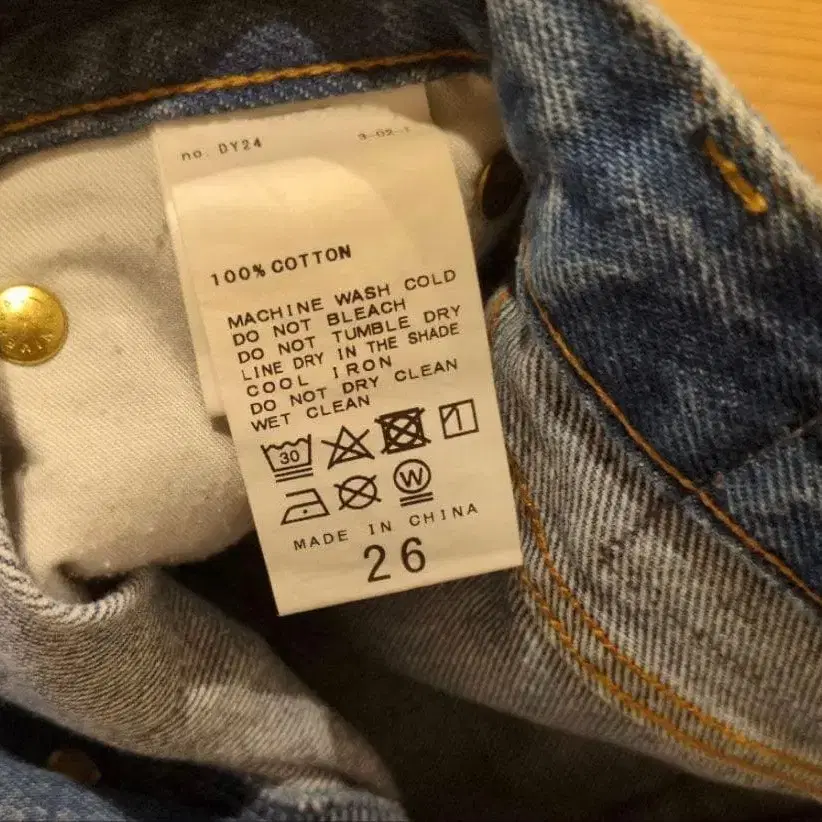 no. DY24
100% COTTON
MACHINE WASH COLD
DO NOT BLEACH
DO NOT TUMBLE DRY
LINE DRY IN THE SHADE
COOL IRON
DO NOT DRY CLEAN
WET CLEAN
30
W
MADE IN CHINA
26